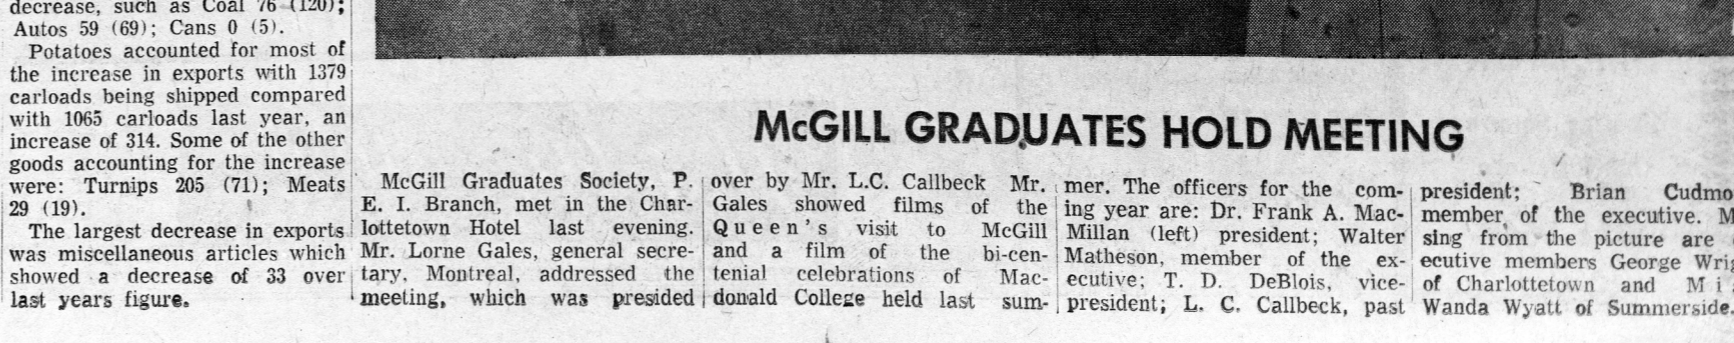 decrease, such as Coal 76 (120);
Autos 59 (69); Cans 0 (5).
Potatoes accounted for most of
the increase in exports with 1379
carloads being shipped compared
with 1065 carloads last year, an
increase of 314. Some of the other
goods accounting for the increase
were: Turnips 205 (71); Meats
29 (19).
The largest decrease in exports
was miscellaneous articles which
showed a decrease of 33 over
last years figure.
McGILL GRADUATES HOLD MEETING
McGill Graduates Society, P.
E. I. Branch, met in the Char-
lottetown Hotel last evening.
Mr. Lorne Gales, general secre-
tary, Montreal, addressed the
meeting, which was presided
over by Mr. L.C. Callbeck Mr.
Gales showed films of the
Queen's visit to McGill
and a film of the bi-cen-
tenial celebrations of Mac-
donald College held last sum-
mer. The officers for the com-
ing year are: Dr. Frank A. Mac-
Millan (left) president; Walter
Matheson, member of the ex-
ecutive; T. D. DeBlois, vice-
president; L. C. Callbeck, past
president; Brian Cudmo
member of the executive. M
sing from the picture are
ecutive members George Wrig
of Charlottetown and Mi
Wanda Wyatt of Summerside.